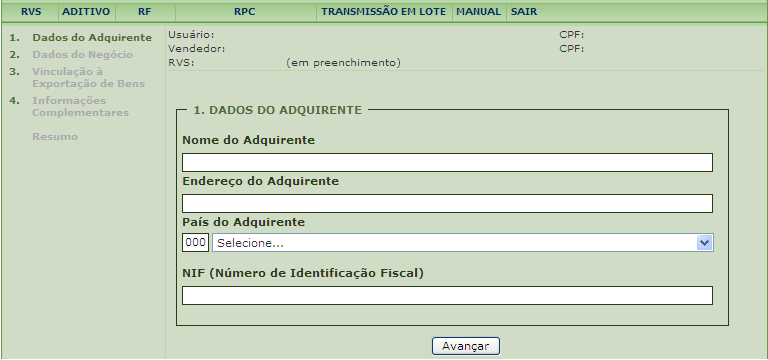 RVS ADITIVO RF RPC TRANSMISSÃO EM LOTE MANUAL SAIR
1. Dados do Adquirente
2. Dados do Negócio
3. Vinculação à
Exportação de Bens
4. Informações
Complementares
Resumo
Usuário: CPF:
Vendedor: CPF:
RVS: (em preenchimento)
1. DADOS DO ADQUIRENTE
Nome do Adquirente
Endereço do Adquirente
País do Adquirente
000 Selecione...
NIF (Número de Identificação Fiscal)
Avançar